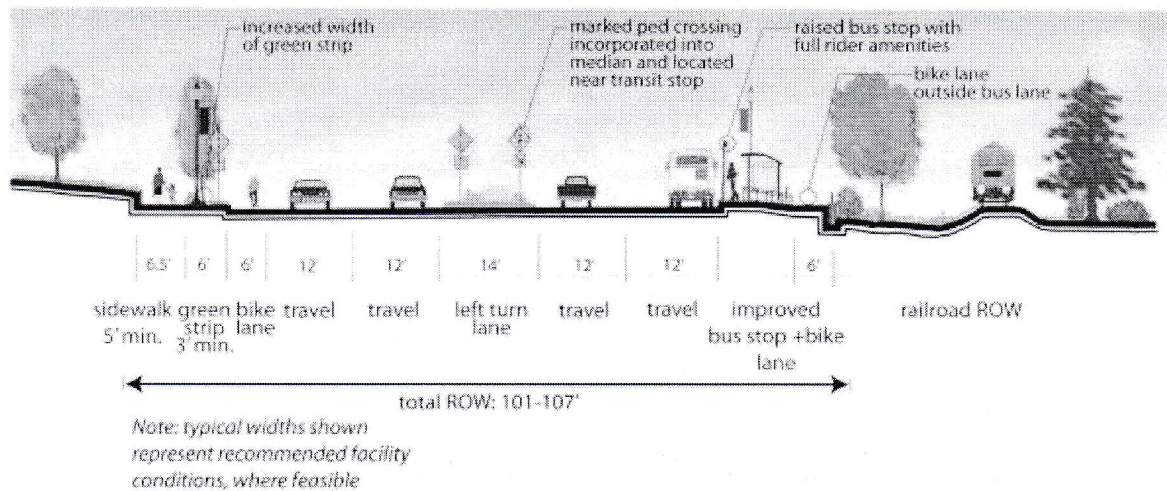 increased width
of green strip
marked ped crossing
incorporated into
median and located
near transit stop
raised bus stop with
full rider amenities
bike lane
outside bus lane
6.5'
6'
6'
12'
12'
14'
12'
12'
6'
sidewalk
5' min.
green
strip
3' min.
bike
lane
travel
travel
left turn
lane
travel
travel
improved
bus stop +bike
lane
railroad ROW
total ROW: 101-107'
Note: typical widths shown
represent recommended facility
conditions, where feasible